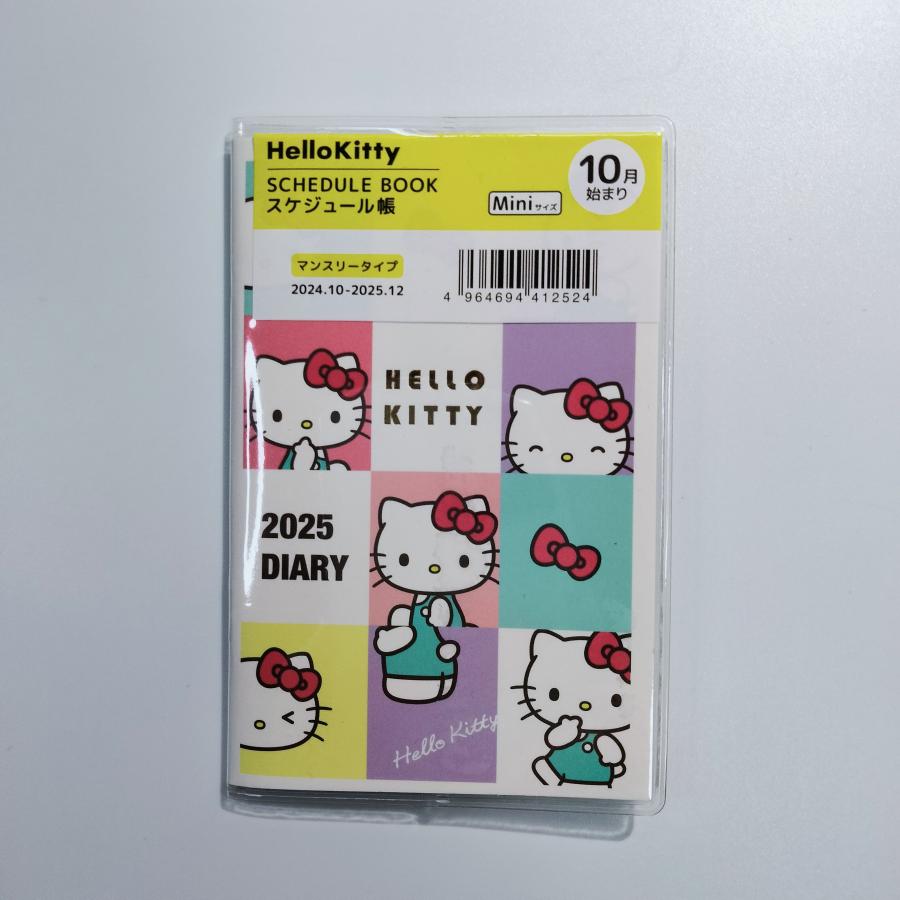 HelloKitty
SCHEDULE BOOK
スケジュール帳
Miniサイズ
10月
始まり
マンスリータイプ
2024.10-2025.12
4 964694 412524
HELLO
KITTY
2025
DIARY
Hello Kitty